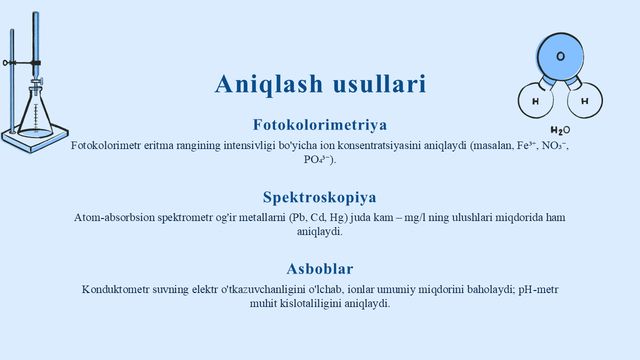 Aniqlash usullari
O
H
H
H₂O
Fotokolorimetriya
Fotokolorimetr eritma rangining intensivligi bo'yicha ion konsentratsiyasini aniqlaydi (masalan, Fe³⁺, NO₃⁻,
PO₄³⁻).
Spektroskopiya
Atom-absorbsion spektrometr og'ir metallarni (Pb, Cd, Hg) juda kam – mg/l ning ulushlari miqdorida ham
aniqlaydi.
Asboblar
Konduktometr suvning elektr o'tkazuvchanligini o'lchab, ionlar umumiy miqdorini baholaydi; pH-metr
muhit kislotaliligini aniqlaydi.